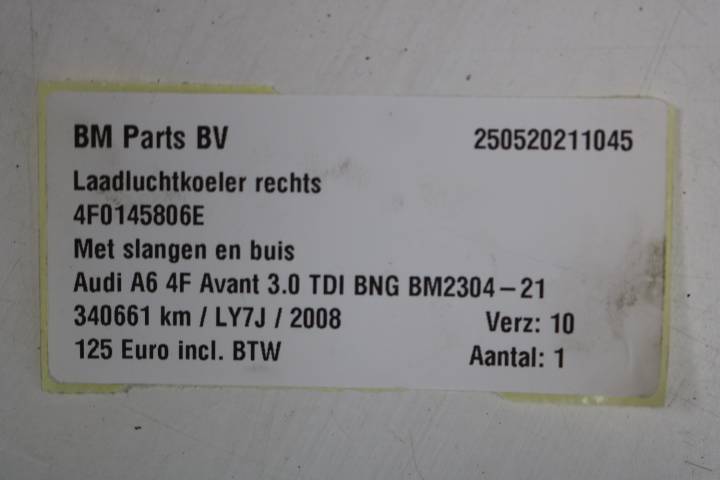 BM Parts BV 250520211045
Laadluchtkoeler rechts
4F0145806E
Met slangen en buis
Audi A6 4F Avant 3.0 TDI BNG BM2304-21
340661 km / LY7J / 2008 Verz: 10
125 Euro incl. BTW Aantal: 1